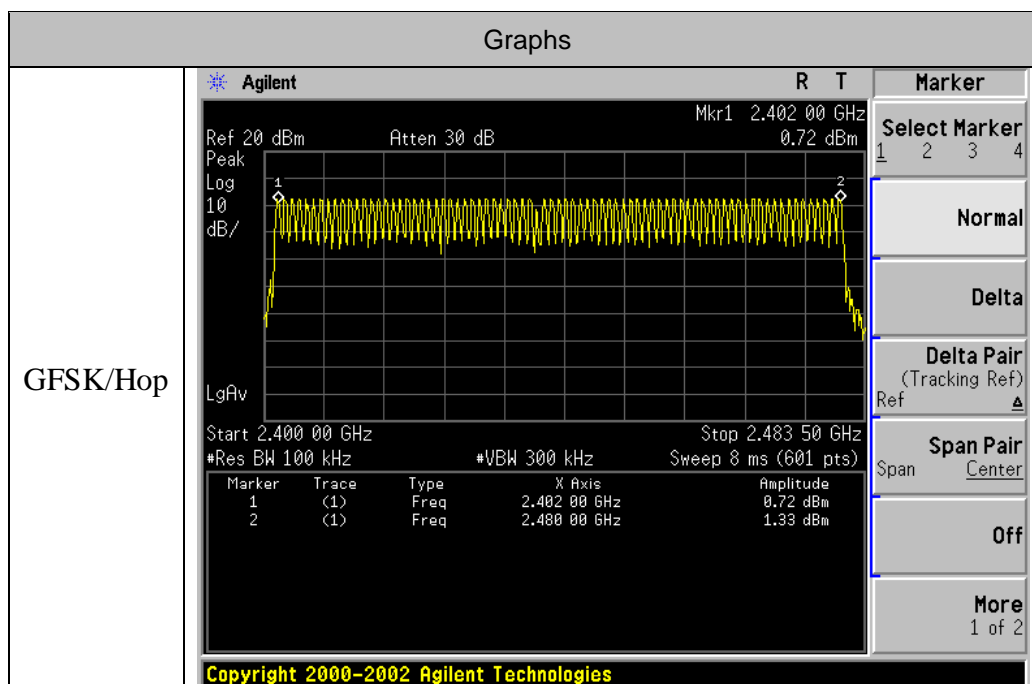 Graphs
GFSK/Hop
Agilent R T
Mkr1 2.402 00 GHz
Ref 20 dBm Atten 30 dB 0.72 dBm
Peak
Log
10
dB/
1
2
LgAv
Start 2.400 00 GHz Stop 2.483 50 GHz
#Res BW 100 kHz #VBW 300 kHz Sweep 8 ms (601 pts)
Marker Trace Type X Axis Amplitude
1 (1) Freq 2.402 00 GHz 0.72 dBm
2 (1) Freq 2.480 00 GHz 1.33 dBm
Copyright 2000-2002 Agilent Technologies
Marker
Select Marker
1 2 3 4
Normal
Delta
Delta Pair
(Tracking Ref)
Ref Δ
Span Pair
Span Center
Off
More
1 of 2